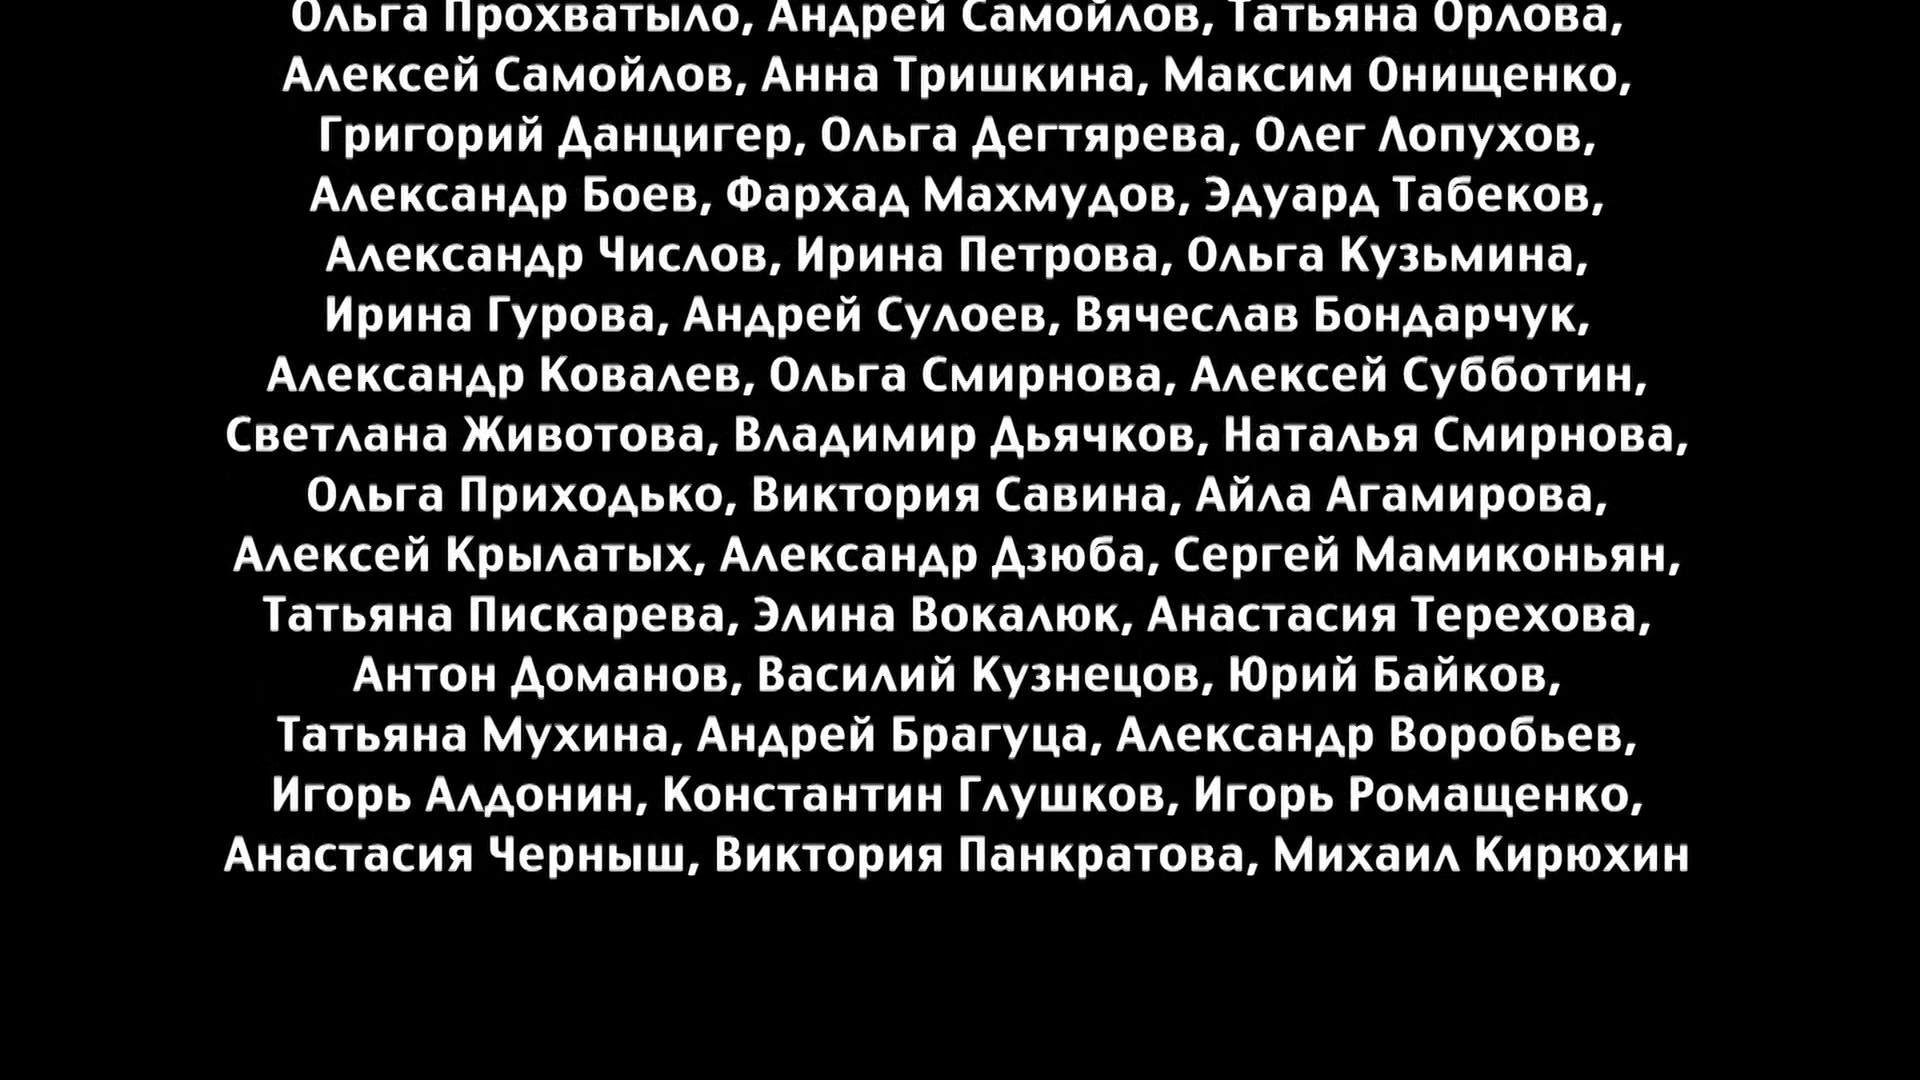 Ольга Прохватыло, Андрей Самойлов, Татьяна Орлова,
Алексей Самойлов, Анна Тришкина, Максим Онищенко,
Григорий Данцигер, Ольга Дегтярева, Олег Лопухов,
Александр Боев, Фархад Махмудов, Эдуард Табеков,
Александр Числов, Ирина Петрова, Ольга Кузьмина,
Ирина Гурова, Андрей Сулоев, Вячеслав Бондарчук,
Александр Ковалев, Ольга Смирнова, Алексей Субботин,
Светлана Животова, Владимир Дьячков, Наталья Смирнова,
Ольга Приходько, Виктория Савина, Айла Агамирова,
Алексей Крылатых, Александр Дзюба, Сергей Мамиконьян,
Татьяна Пискарева, Элина Вокалюк, Анастасия Терехова,
Антон Доманов, Василий Кузнецов, Юрий Байков,
Татьяна Мухина, Андрей Брагуца, Александр Воробьев,
Игорь Алдонин, Константин Глушков, Игорь Ромащенко,
Анастасия Черныш, Виктория Панкратова, Михаил Кирюхин